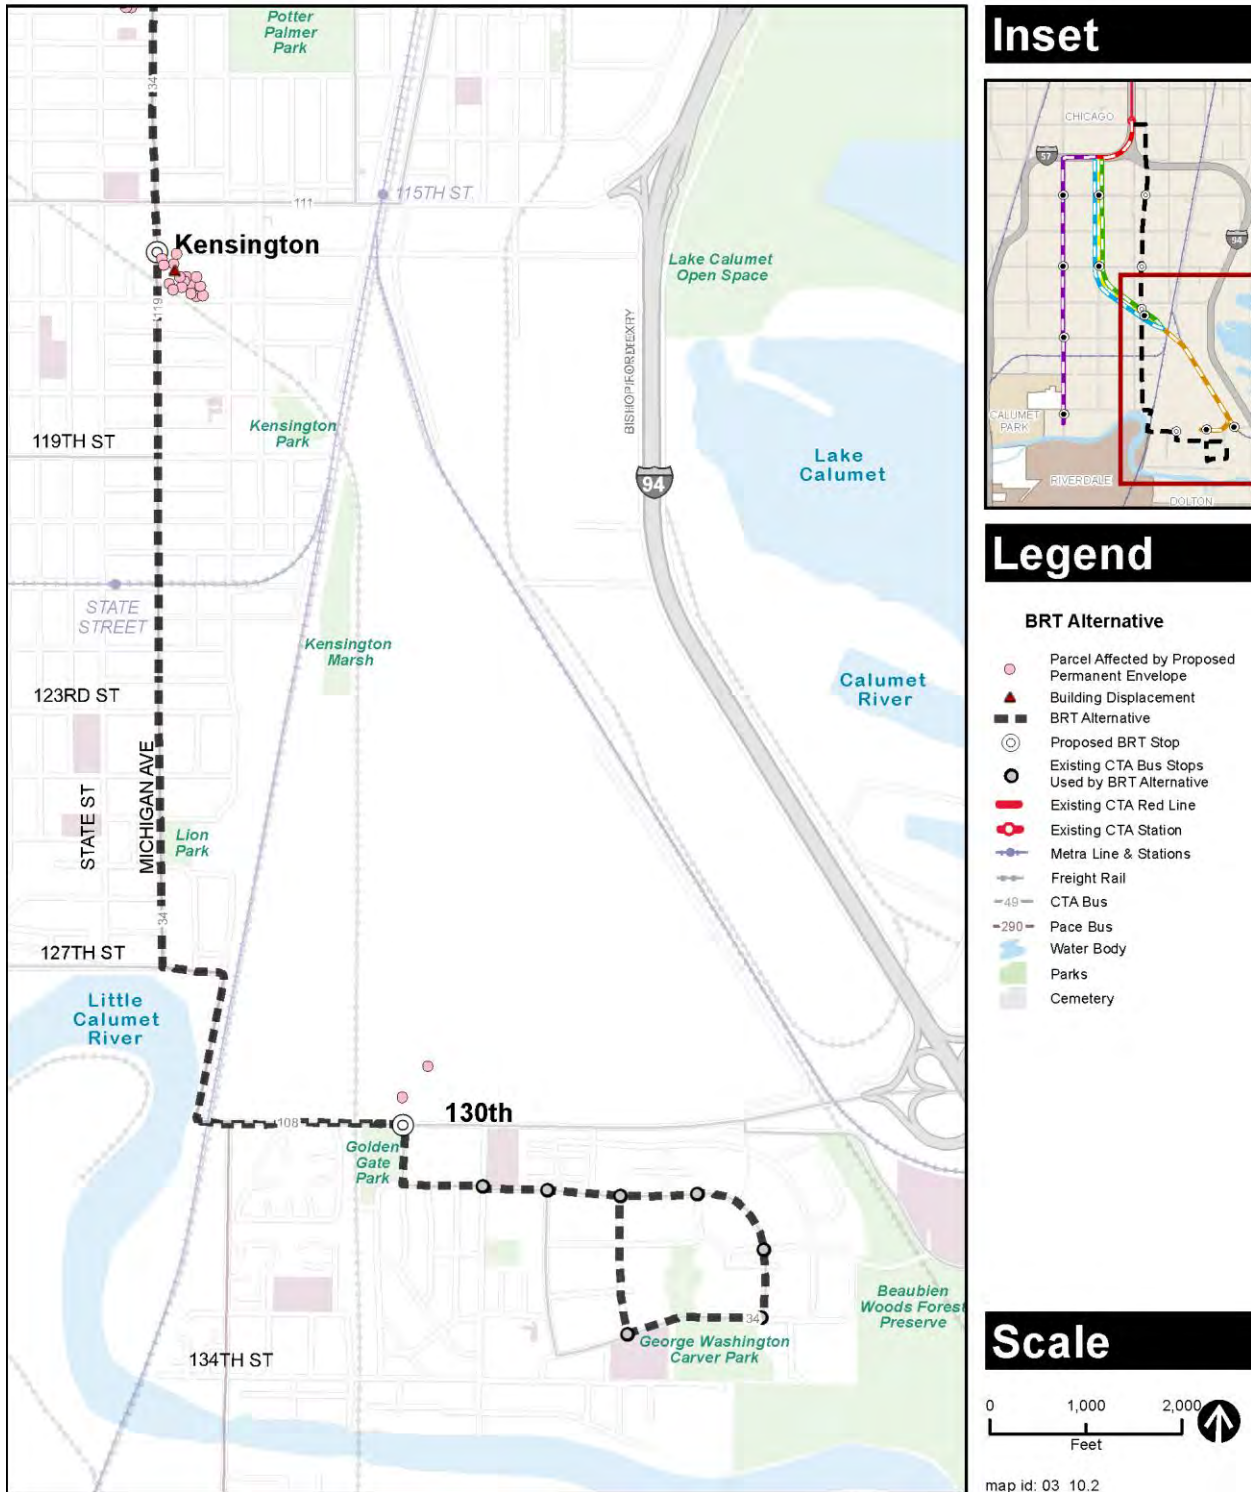 Potter
Palmer
Park
34
115TH ST.
111
Kensington
119
Lake Calumet
Open Space
Kensington
Park
119TH ST
94
Lake
Calumet
STATE
STREET
Kensington
Marsh
Calumet
River
123RD ST
STATE ST
MICHIGAN AVE
Lion
Park
34
127TH ST
Little
Calumet
River
130th
108
Golden
Gate
Park
Beaubien
Woods Forest
Preserve
34
George Washington
Carver Park
134TH ST
Inset
CHICAGO
57
94
CALUMET
PARK
RIVERDALE
DOLTON
Legend
BRT Alternative
Parcel Affected by Proposed
Permanent Envelope
Building Displacement
BRT Alternative
Proposed BRT Stop
Existing CTA Bus Stops
Used by BRT Alternative
Existing CTA Red Line
Existing CTA Station
Metra Line & Stations
Freight Rail
49
CTA Bus
290
Pace Bus
Water Body
Parks
Cemetery
Scale
0 1,000 2,000
Feet
map id: 03_10.2